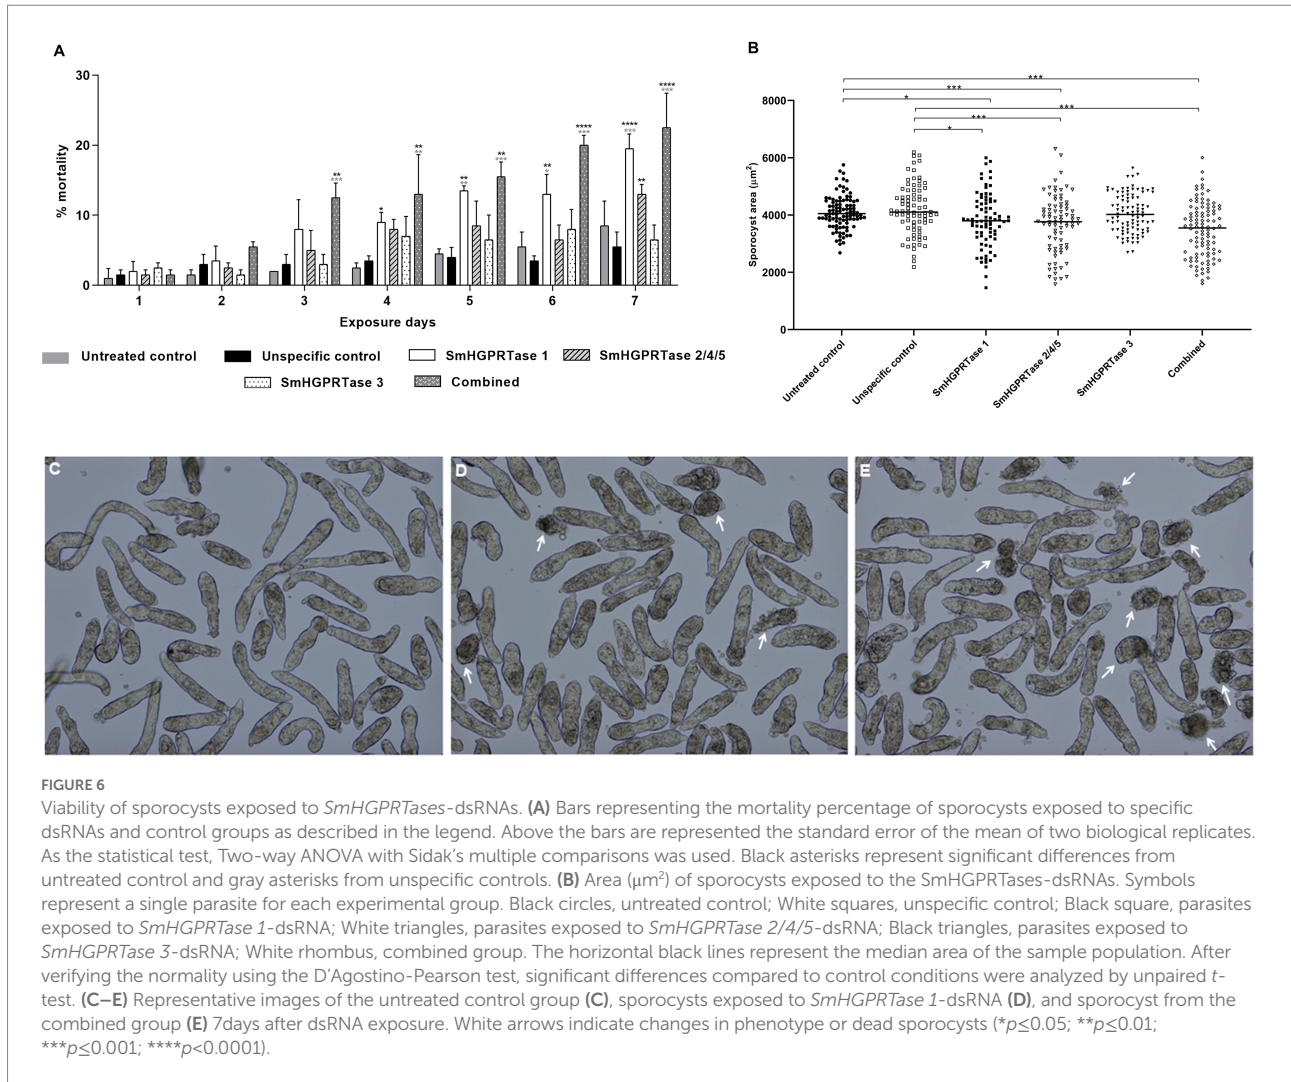 A
30
20
10
0
% mortality
* ** *** ** ** ** ** *** ** * **** *** **** *** ** **** ***
1 2 3 4 5 6 7
Exposure days
Untreated control Unspecific control SmHGPRTase 1 SmHGPRTase 2/4/5
SmHGPRTase 3 Combined
B
***
***
*
***
***
*
8000
6000
4000
2000
0
Sporocyst area (μm²)
Untreated control
Unspecific control
SmHGPRTase 1
SmHGPRTase 2/4/5
SmHGPRTase 3
Combined
C D E
FIGURE 6
Viability of sporocysts exposed to SmHGPRTases-dsRNAs. (A) Bars representing the mortality percentage of sporocysts exposed to specific
dsRNAs and control groups as described in the legend. Above the bars are represented the standard error of the mean of two biological replicates.
As the statistical test, Two-way ANOVA with Sidak’s multiple comparisons was used. Black asterisks represent significant differences from
untreated control and gray asterisks from unspecific controls. (B) Area (μm²) of sporocysts exposed to the SmHGPRTases-dsRNAs. Symbols
represent a single parasite for each experimental group. Black circles, untreated control; White squares, unspecific control; Black square, parasites
exposed to SmHGPRTase 1-dsRNA; White triangles, parasites exposed to SmHGPRTase 2/4/5-dsRNA; Black triangles, parasites exposed to
SmHGPRTase 3-dsRNA; White rhombus, combined group. The horizontal black lines represent the median area of the sample population. After
verifying the normality using the D’Agostino-Pearson test, significant differences compared to control conditions were analyzed by unpaired t-
test. (C–E) Representative images of the untreated control group (C), sporocysts exposed to SmHGPRTase 1-dsRNA (D), and sporocyst from the
combined group (E) 7days after dsRNA exposure. White arrows indicate changes in phenotype or dead sporocysts (*p≤0.05; **p≤0.01;
***p≤0.001; ****p<0.0001).